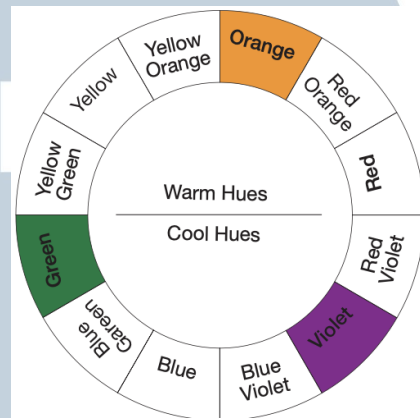 Orange
Red
Orange
Red
Red
Violet
Violet
Blue
Violet
Blue
Blue
Gareen
Green
Yellow
Green
Yellow
Yellow
Orange
Warm Hues
Cool Hues